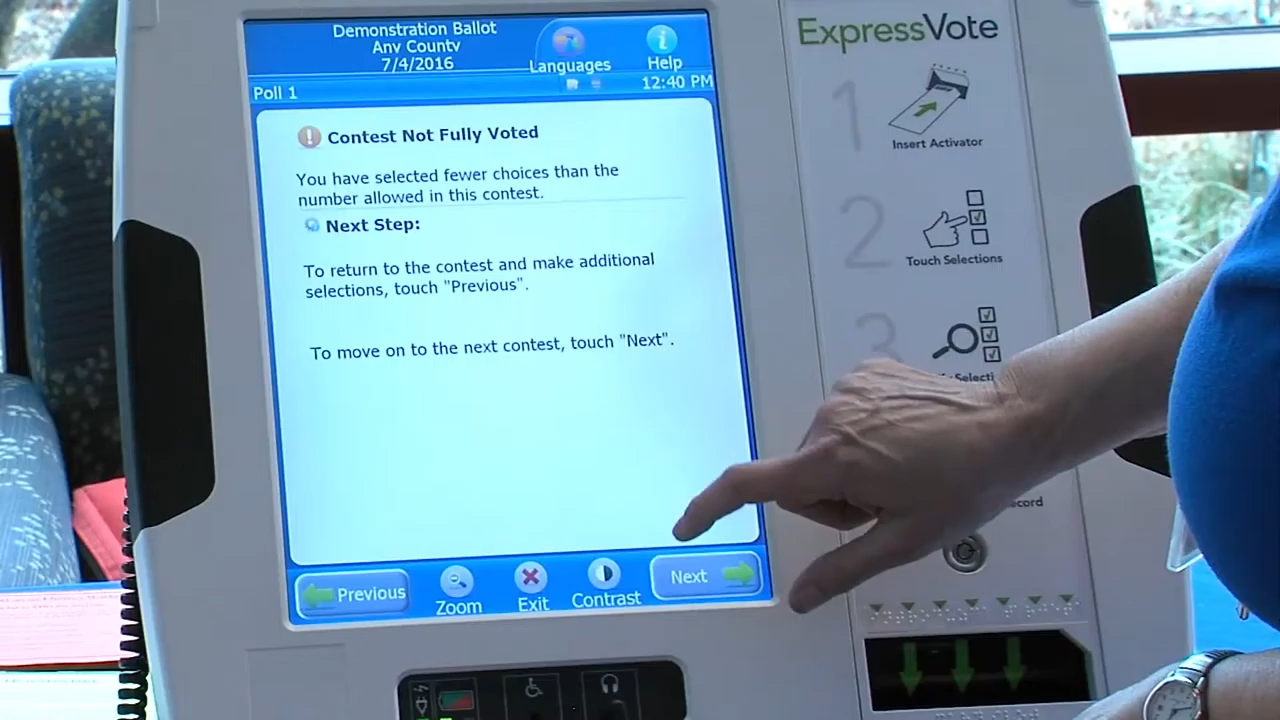 Demonstration Ballot
Any County
7/4/2016
Languages
Help
Poll 1
12:40 PM
Contest Not Fully Voted
You have selected fewer choices than the
number allowed in this contest.
Next Step:
To return to the contest and make additional
selections, touch "Previous".
To move on to the next contest, touch "Next".
Previous
Zoom
Exit
Contrast
Next
ExpressVote
1
Insert Activator
2
Touch Selections
3